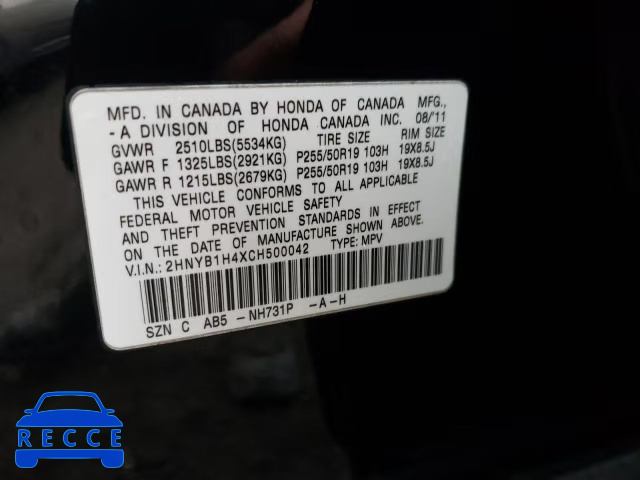 MFD. IN CANADA BY HONDA OF CANADA MFG.,
-A DIVISION OF HONDA CANADA INC. 08/11
GVWR 2510LBS(5534KG) TIRE SIZE RIM SIZE
GAWR F 1325LBS(2921KG) P255/50R19 103H 19X8.5J
GAWR R 1215LBS(2679KG) P255/50R19 103H 19X8.5J
THIS VEHICLE CONFORMS TO ALL APPLICABLE
FEDERAL MOTOR VEHICLE SAFETY
AND THEFT PREVENTION STANDARDS IN EFFECT
ON THE DATE OF MANUFACTURE SHOWN ABOVE.
V.I.N.: 2HNYB1H4XCH500042 TYPE: MPV
SZN C AB5 -NH731P -A-H
RECCE